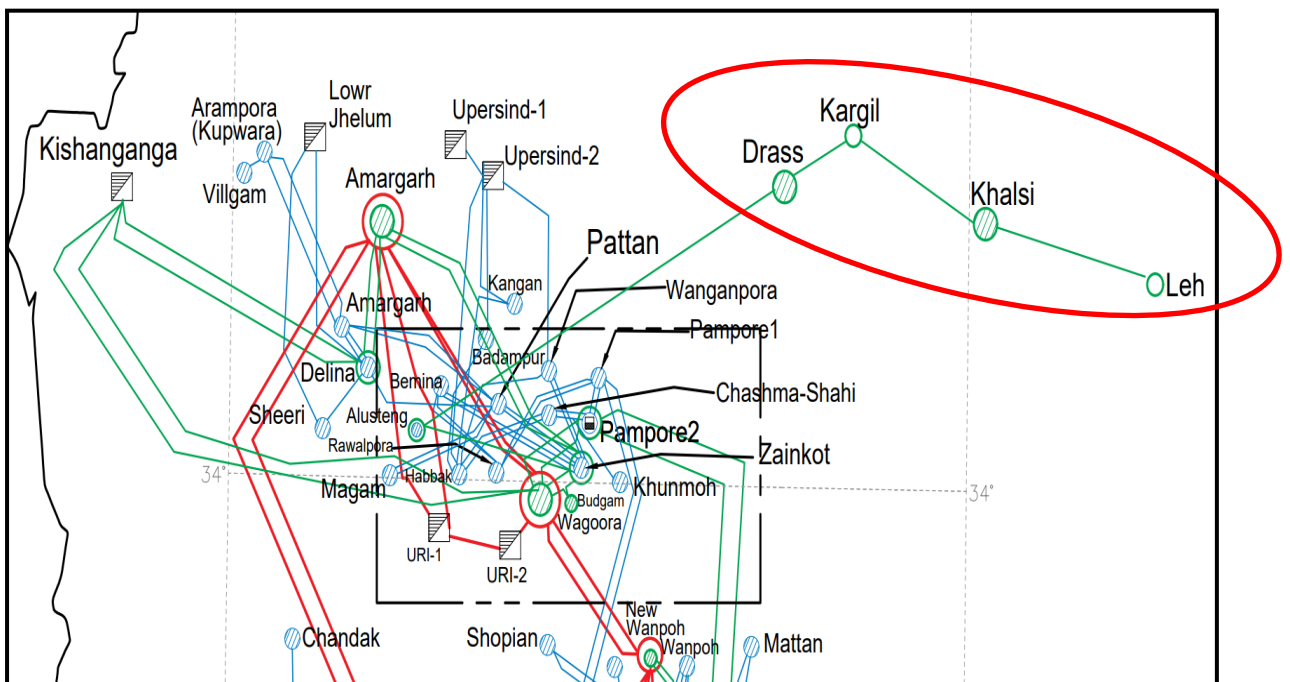 Lowr
Jhelum
Arampora
(Kupwara)
Upersind-1
Kargil
Kishanganga
Upersind-2
Drass
Villgam
Amargarh
Khalsi
Pattan
Kangan
Wanganpora
Leh
Amargarh
Pampore1
Badampur
Delina
Bemina
Chashma-Shahi
Sheeri
Alusteng
Pampore2
Rawalpora
Zainkot
34°
Magam
Habbak
Khunmoh
34°
Budgam
Wagoora
URI-1
URI-2
New
Wanpoh
Chandak
Shopian
Wanpoh
Mattan